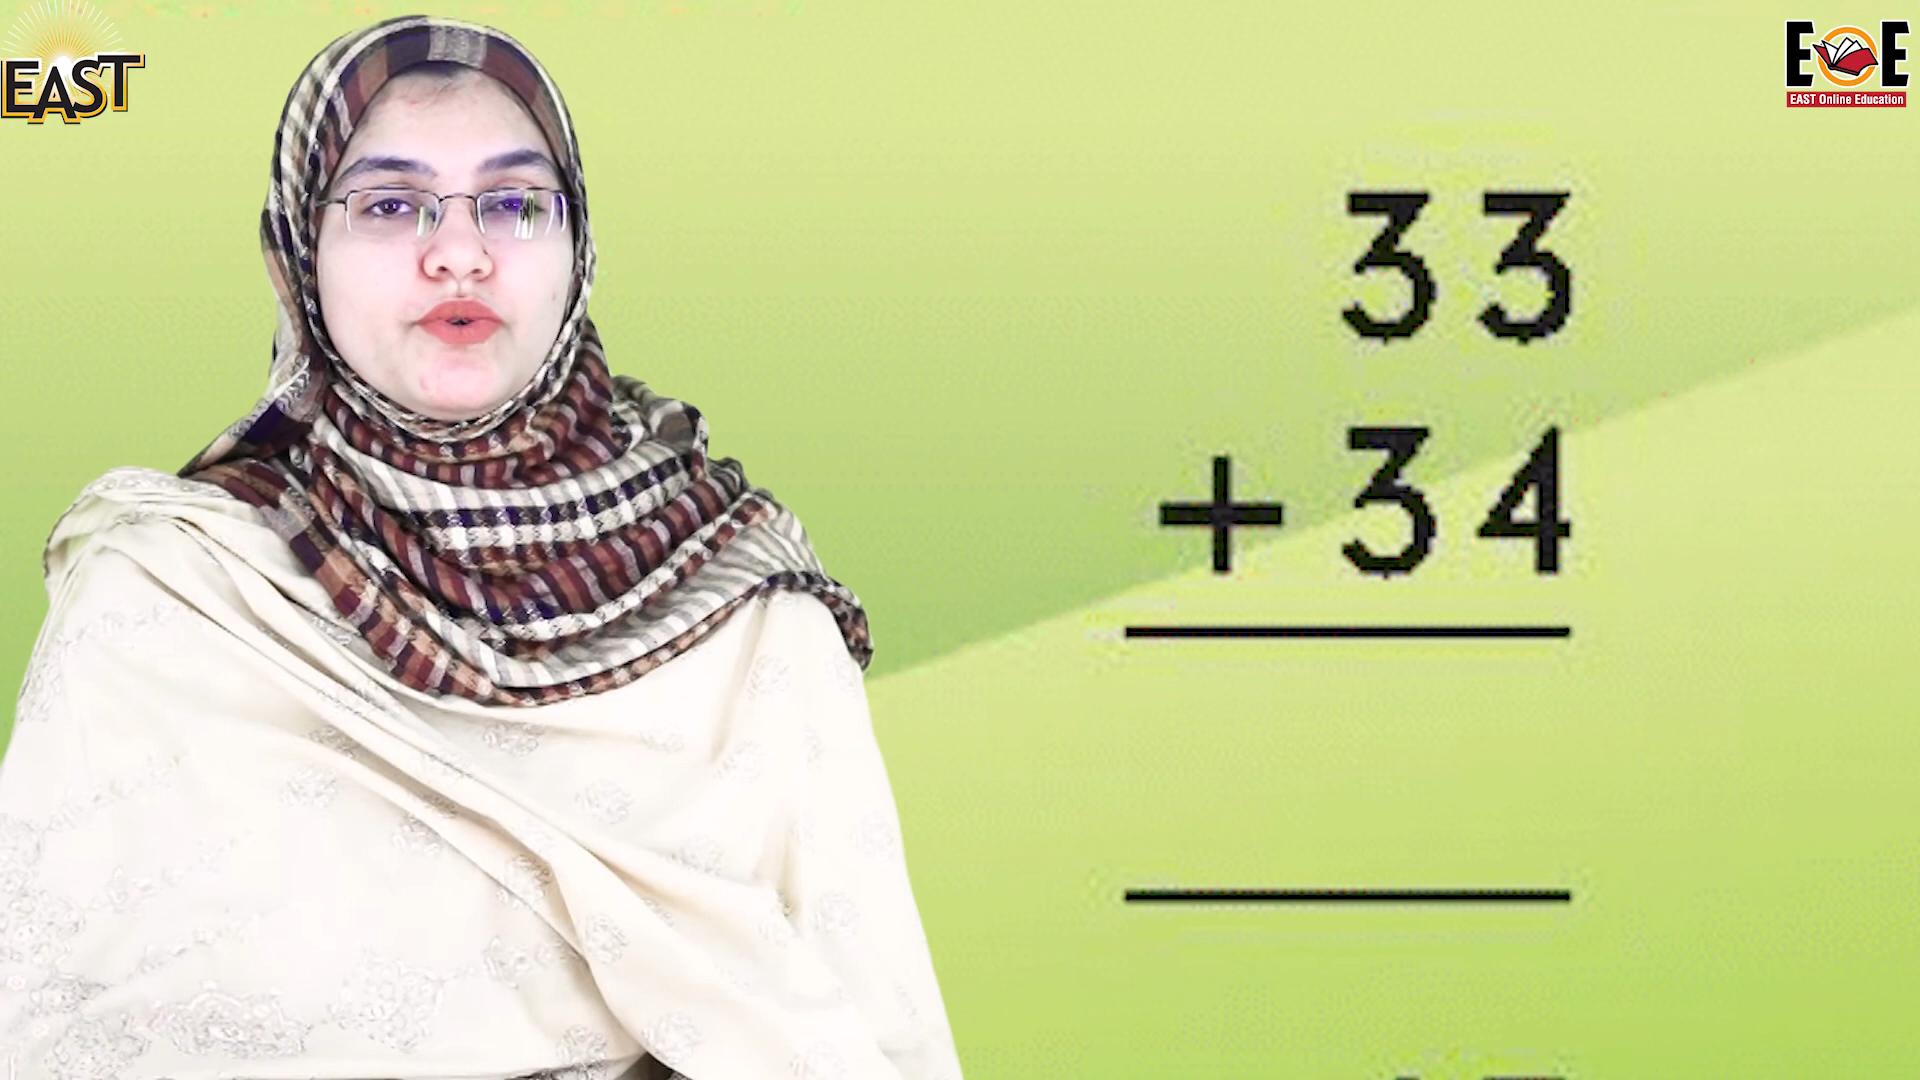 EAST
EOE
EAST Online Education
33
+ 34